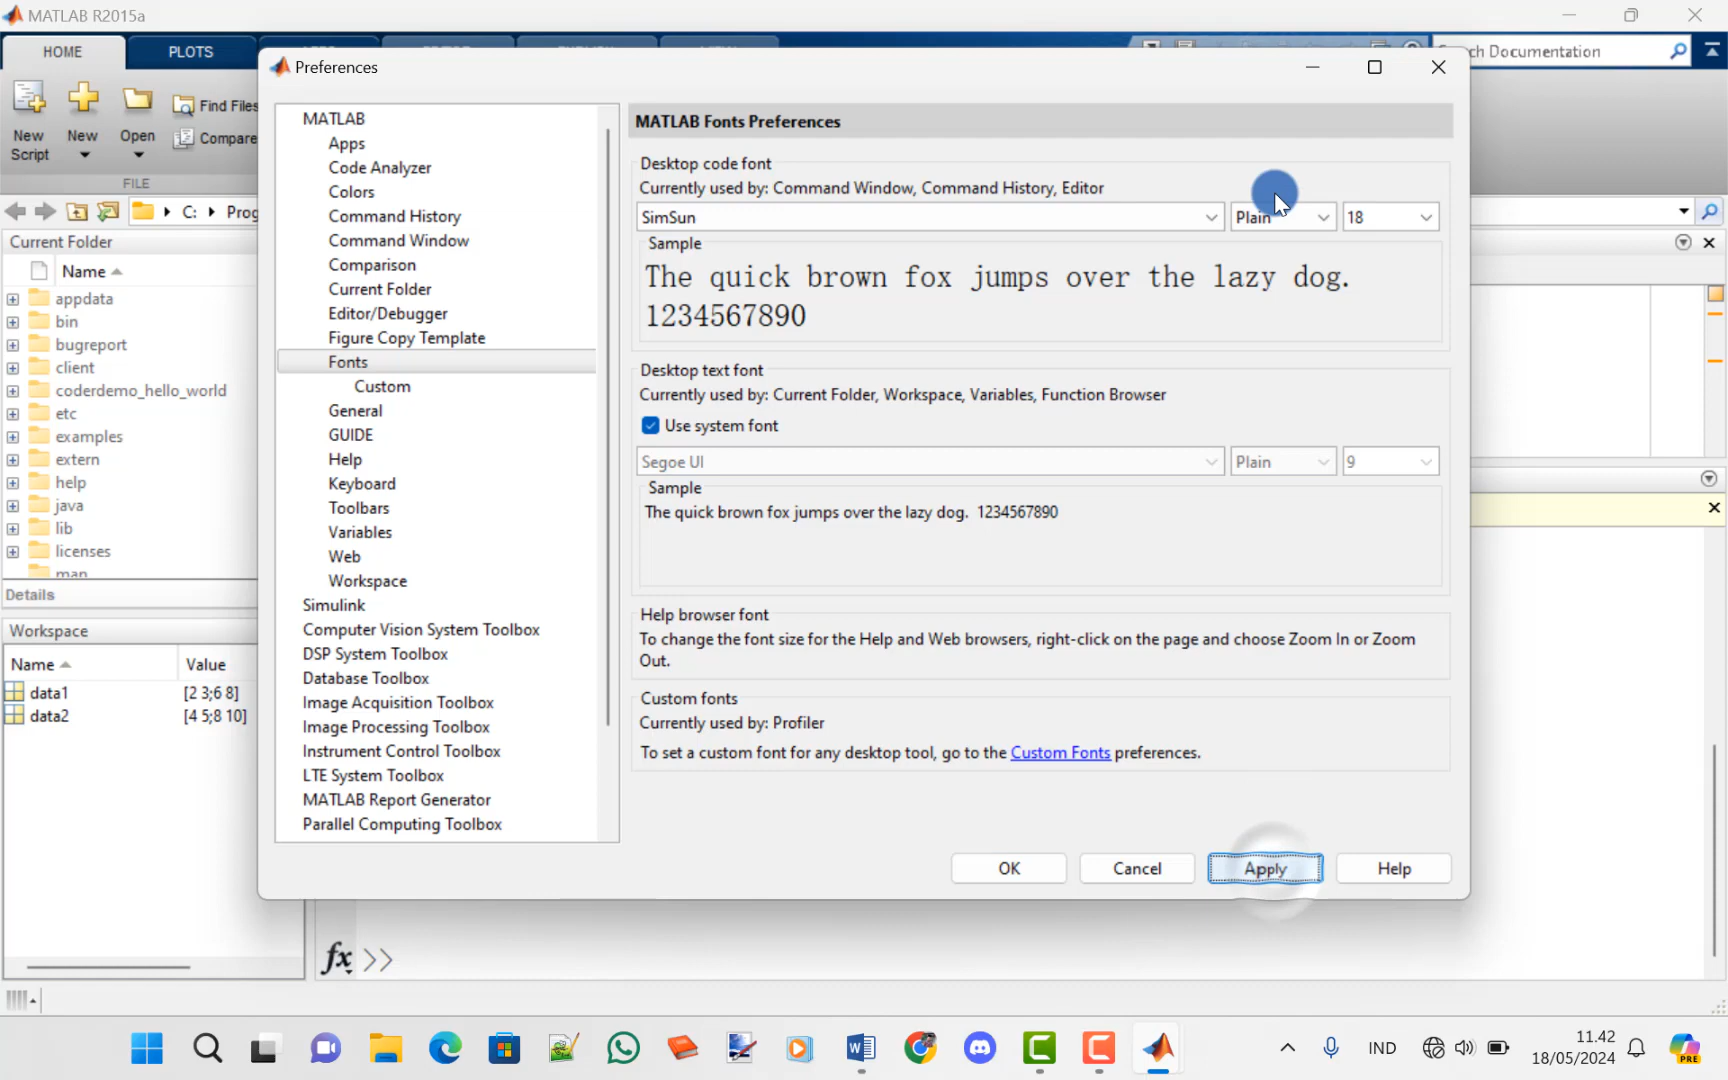 MATLAB R2015a
HOME
PLOTS
ch Documentation
New Script
New
Open
Find Files
Compare
FILE
C:
Prog
Current Folder
Name
appdata
bin
bugreport
client
coderdemo_hello_world
etc
examples
extern
help
java
lib
licenses
man
Details
Workspace
Name Value
data1 [2 3;6 8]
data2 [4 5;8 10]
Preferences
MATLAB
Apps
Code Analyzer
Colors
Command History
Command Window
Comparison
Current Folder
Editor/Debugger
Figure Copy Template
Fonts
Custom
General
GUIDE
Help
Keyboard
Toolbars
Variables
Web
Workspace
Simulink
Computer Vision System Toolbox
DSP System Toolbox
Database Toolbox
Image Acquisition Toolbox
Image Processing Toolbox
Instrument Control Toolbox
LTE System Toolbox
MATLAB Report Generator
Parallel Computing Toolbox
MATLAB Fonts Preferences
Desktop code font
Currently used by: Command Window, Command History, Editor
SimSun Plain 18
Sample
The quick brown fox jumps over the lazy dog.
1234567890
Desktop text font
Currently used by: Current Folder, Workspace, Variables, Function Browser
Use system font
Segoe UI Plain 9
Sample
The quick brown fox jumps over the lazy dog. 1234567890
Help browser font
To change the font size for the Help and Web browsers, right-click on the page and choose Zoom In or Zoom
Out.
Custom fonts
Currently used by: Profiler
To set a custom font for any desktop tool, go to the Custom Fonts preferences.
OK Cancel Apply Help
fx >>
IND
11.42
18/05/2024
PRE